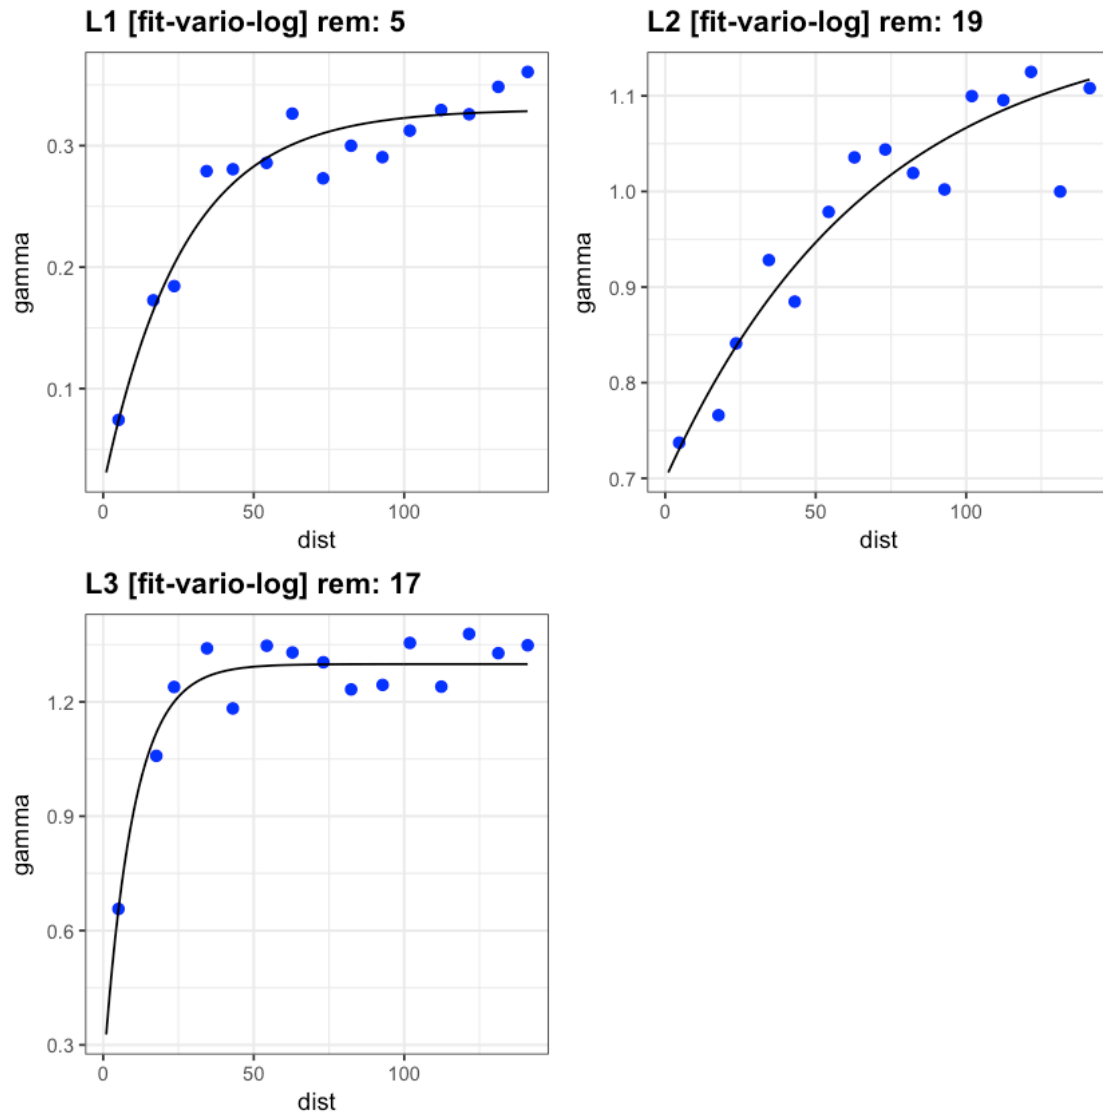 L1 [fit-vario-log] rem: 5
gamma
0.3
0.2
0.1
0 50 100
dist
L2 [fit-vario-log] rem: 19
gamma
1.1
1.0
0.9
0.8
0.7
0 50 100
dist
L3 [fit-vario-log] rem: 17
gamma
1.2
0.9
0.6
0.3
0 50 100
dist